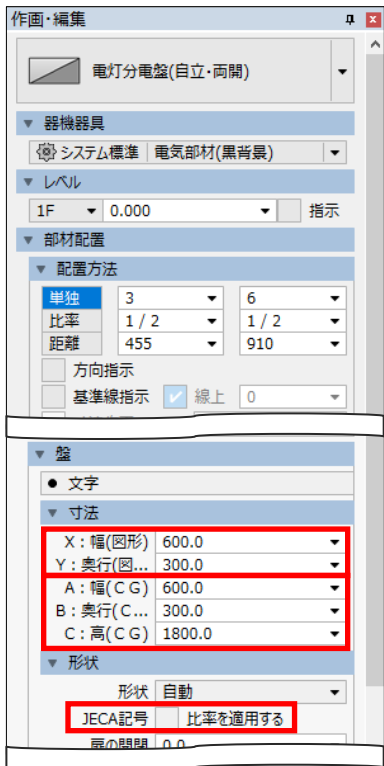 作画・編集
電灯分電盤(自立・両開)
器機器具
システム標準 電気部材(黒背景)
レベル
1F 0.000 指示
部材配置
配置方法
単独 3 6
比率 1 / 2 1 / 2
距離 455 910
方向指示
基準線指示 線上 0
盤
● 文字
寸法
X：幅(図形) 600.0
Y：奥行(図... 300.0
A：幅(ＣＧ) 600.0
B：奥行(Ｃ... 300.0
C：高(ＣＧ) 1800.0
形状
形状 自動
JECA記号 比率を適用する
扉の開閉 0.0